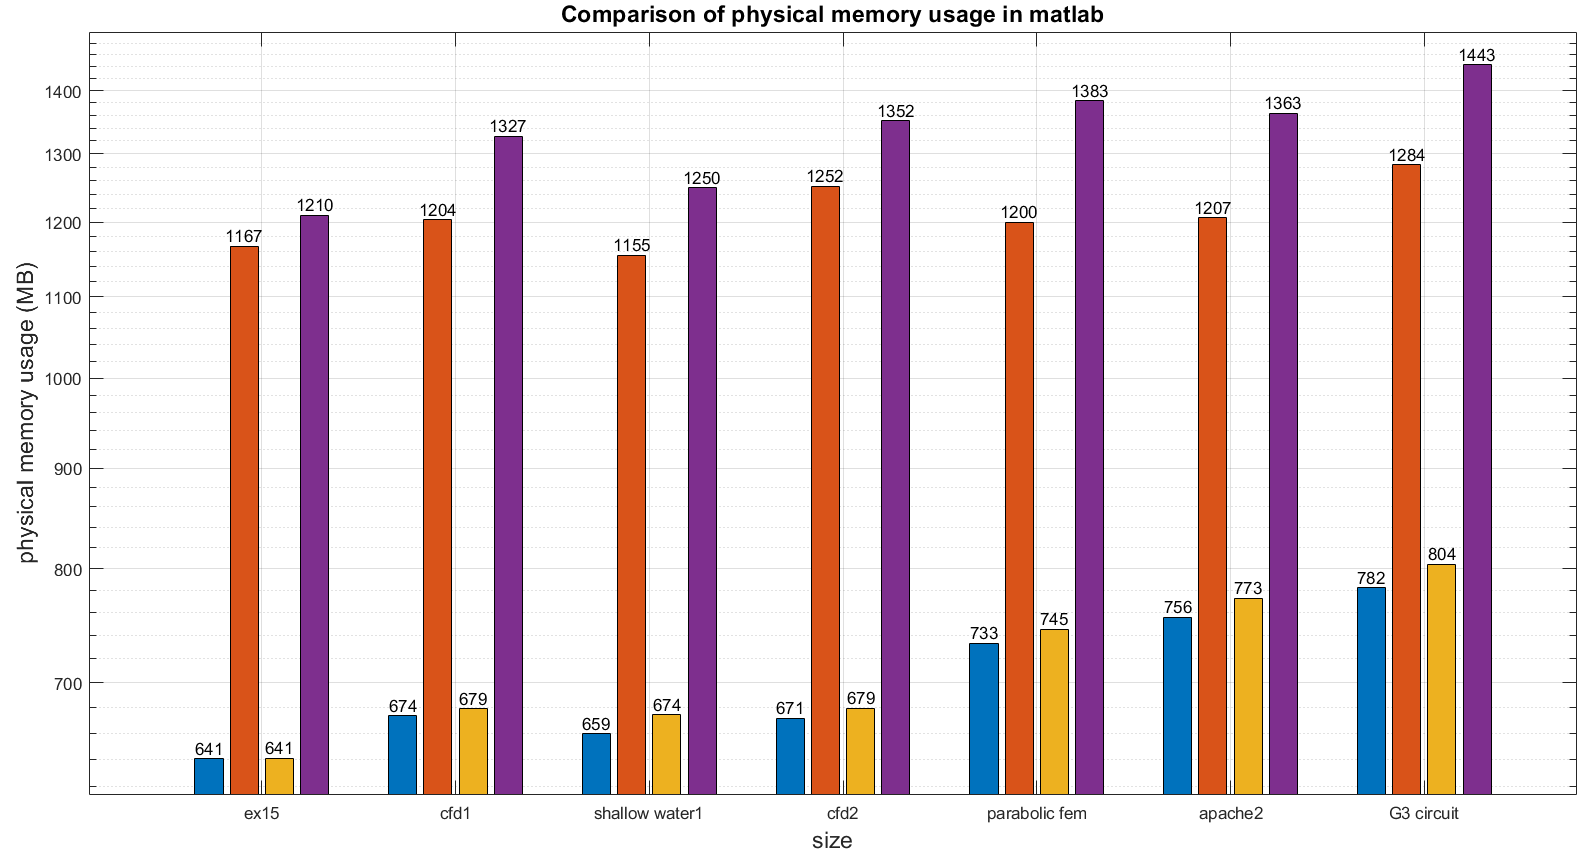 Comparison of physical memory usage in matlab
physical memory usage (MB)
1400
1300
1200
1100
1000
900
800
700
641 1167 641 1210
674 1204 679 1327
659 1155 674 1250
671 1252 679 1352
733 1200 745 1383
756 1207 773 1363
782 1284 804 1443
ex15 cfd1 shallow water1 cfd2 parabolic fem apache2 G3 circuit
size